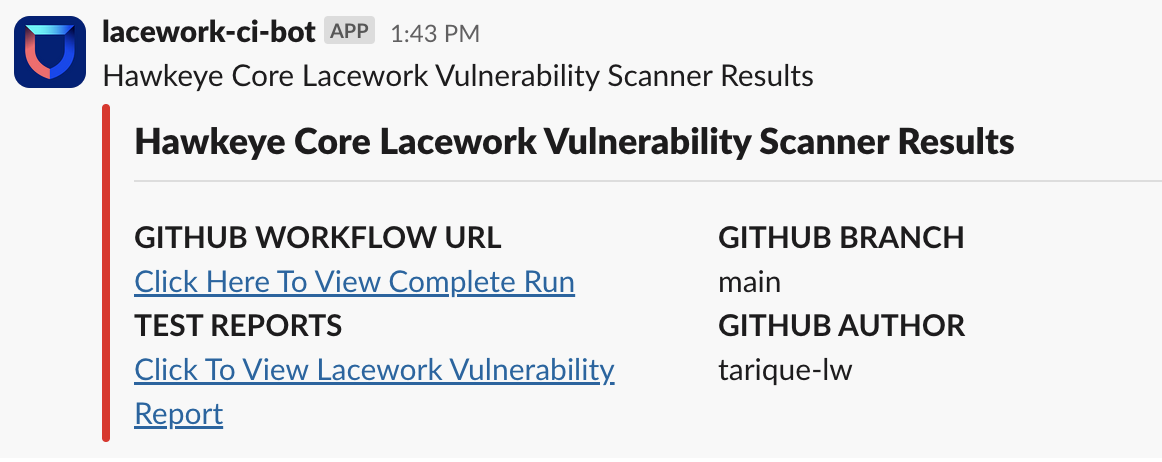 lacework-ci-bot APP 1:43 PM
Hawkeye Core Lacework Vulnerability Scanner Results
Hawkeye Core Lacework Vulnerability Scanner Results
GITHUB WORKFLOW URL
Click Here To View Complete Run
TEST REPORTS
Click To View Lacework Vulnerability
Report
GITHUB BRANCH
main
GITHUB AUTHOR
tarique-lw